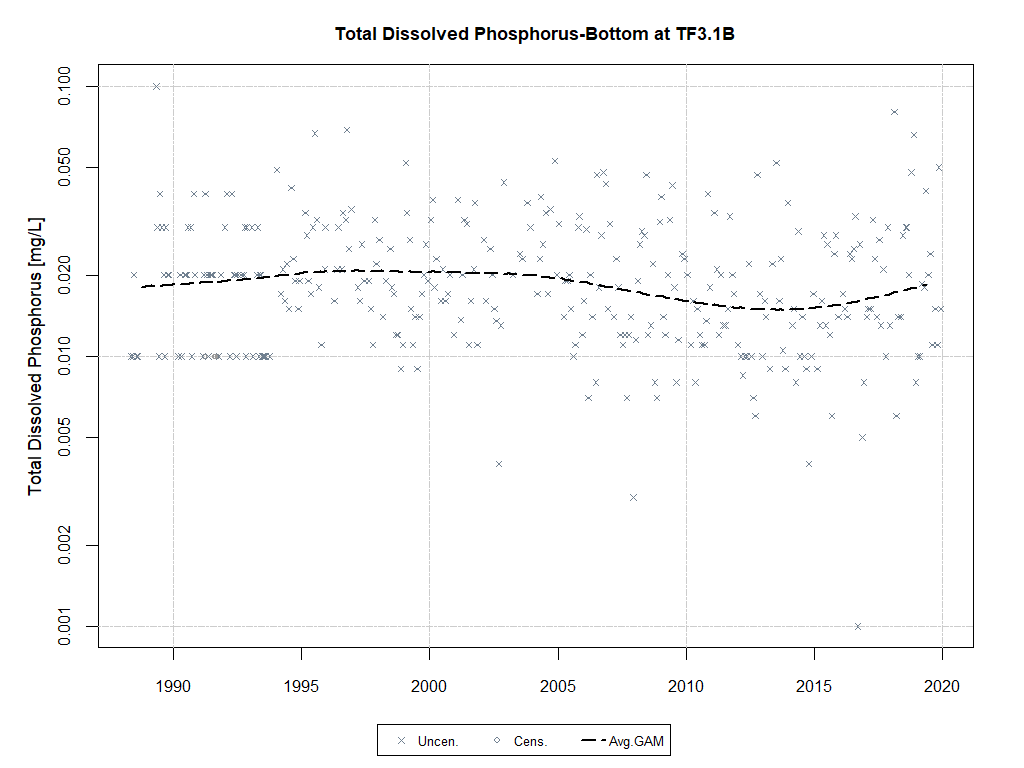 Total Dissolved Phosphorus-Bottom at TF3.1B
Total Dissolved Phosphorus [mg/L]
0.100
0.050
0.020
0.010
0.005
0.002
0.001
1990 1995 2000 2005 2010 2015 2020
Uncen. Cens. Avg.GAM